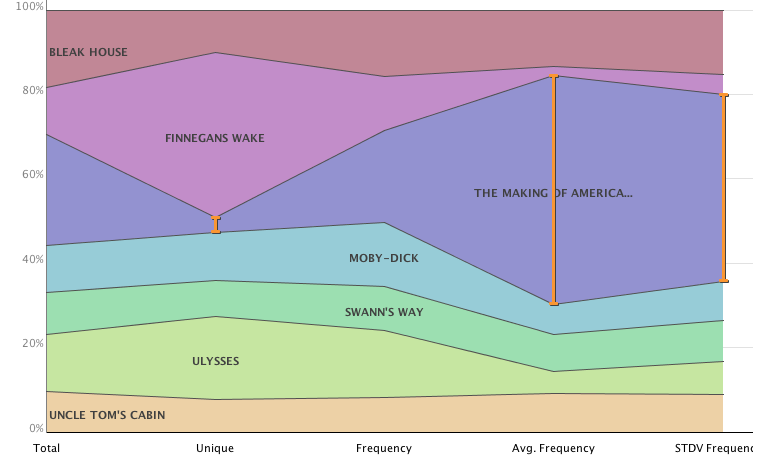 100%
BLEAK HOUSE
80%
FINNEGANS WAKE
60%
THE MAKING OF AMERICA...
40%
MOBY-DICK
SWANN'S WAY
20%
ULYSSES
UNCLE TOM'S CABIN
0%
Total Unique Frequency Avg. Frequency STDV Frequenc